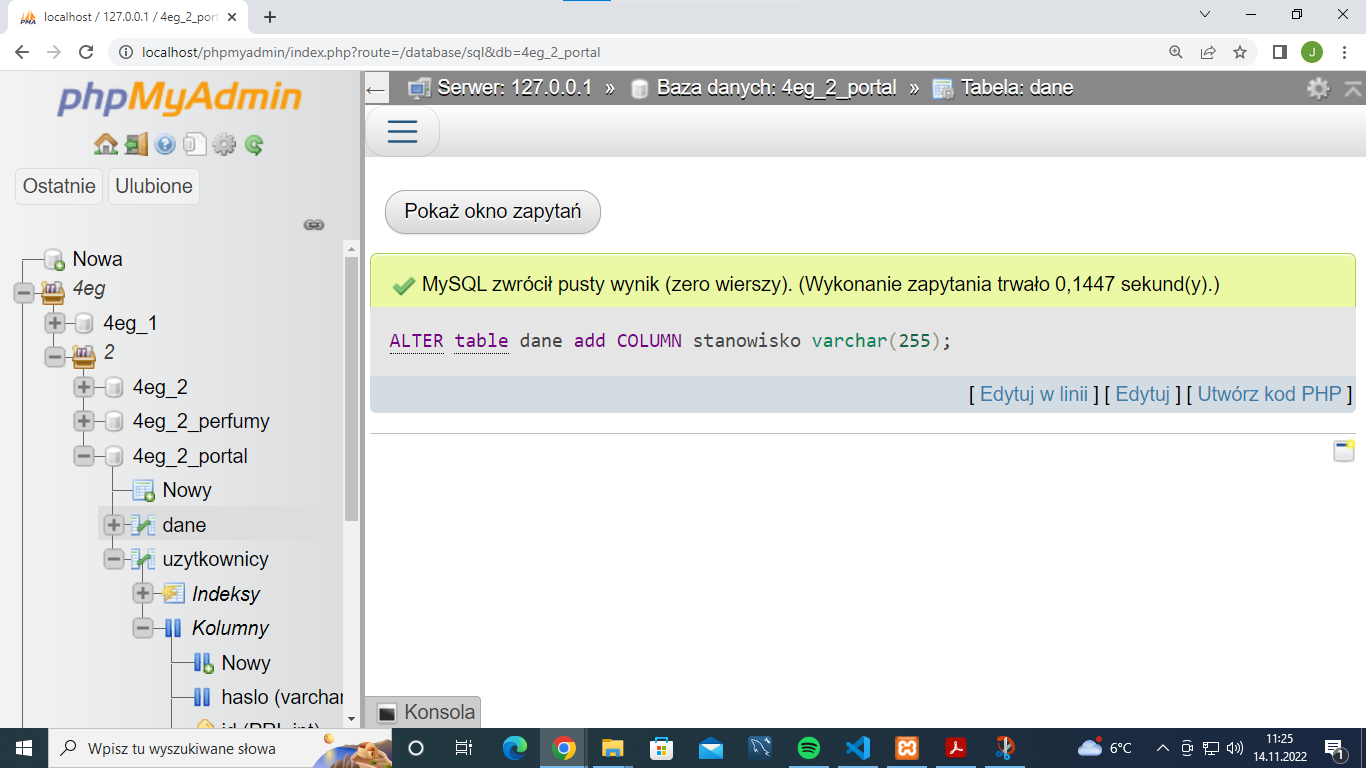 localhost / 127.0.0.1 / 4eg_2_port
localhost/phpmyadmin/index.php?route=/database/sql&db=4eg_2_portal
J
phpMyAdmin
Ostatnie
Ulubione
Nowa
4eg
4eg_1
2
4eg_2
4eg_2_perfumy
4eg_2_portal
Nowy
dane
uzytkownicy
Indeksy
Kolumny
Nowy
haslo (varchar
id (PRI, int)
Serwer: 127.0.0.1 » Baza danych: 4eg_2_portal » Tabela: dane
Pokaż okno zapytań
MySQL zwrócił pusty wynik (zero wierszy). (Wykonanie zapytania trwało 0,1447 sekund(y).)
ALTER table dane add COLUMN stanowisko varchar(255);
[ Edytuj w linii ] [ Edytuj ] [ Utwórz kod PHP ]
Konsola
Wpisz tu wyszukiwane słowa
6°C
11:25
14.11.2022
1